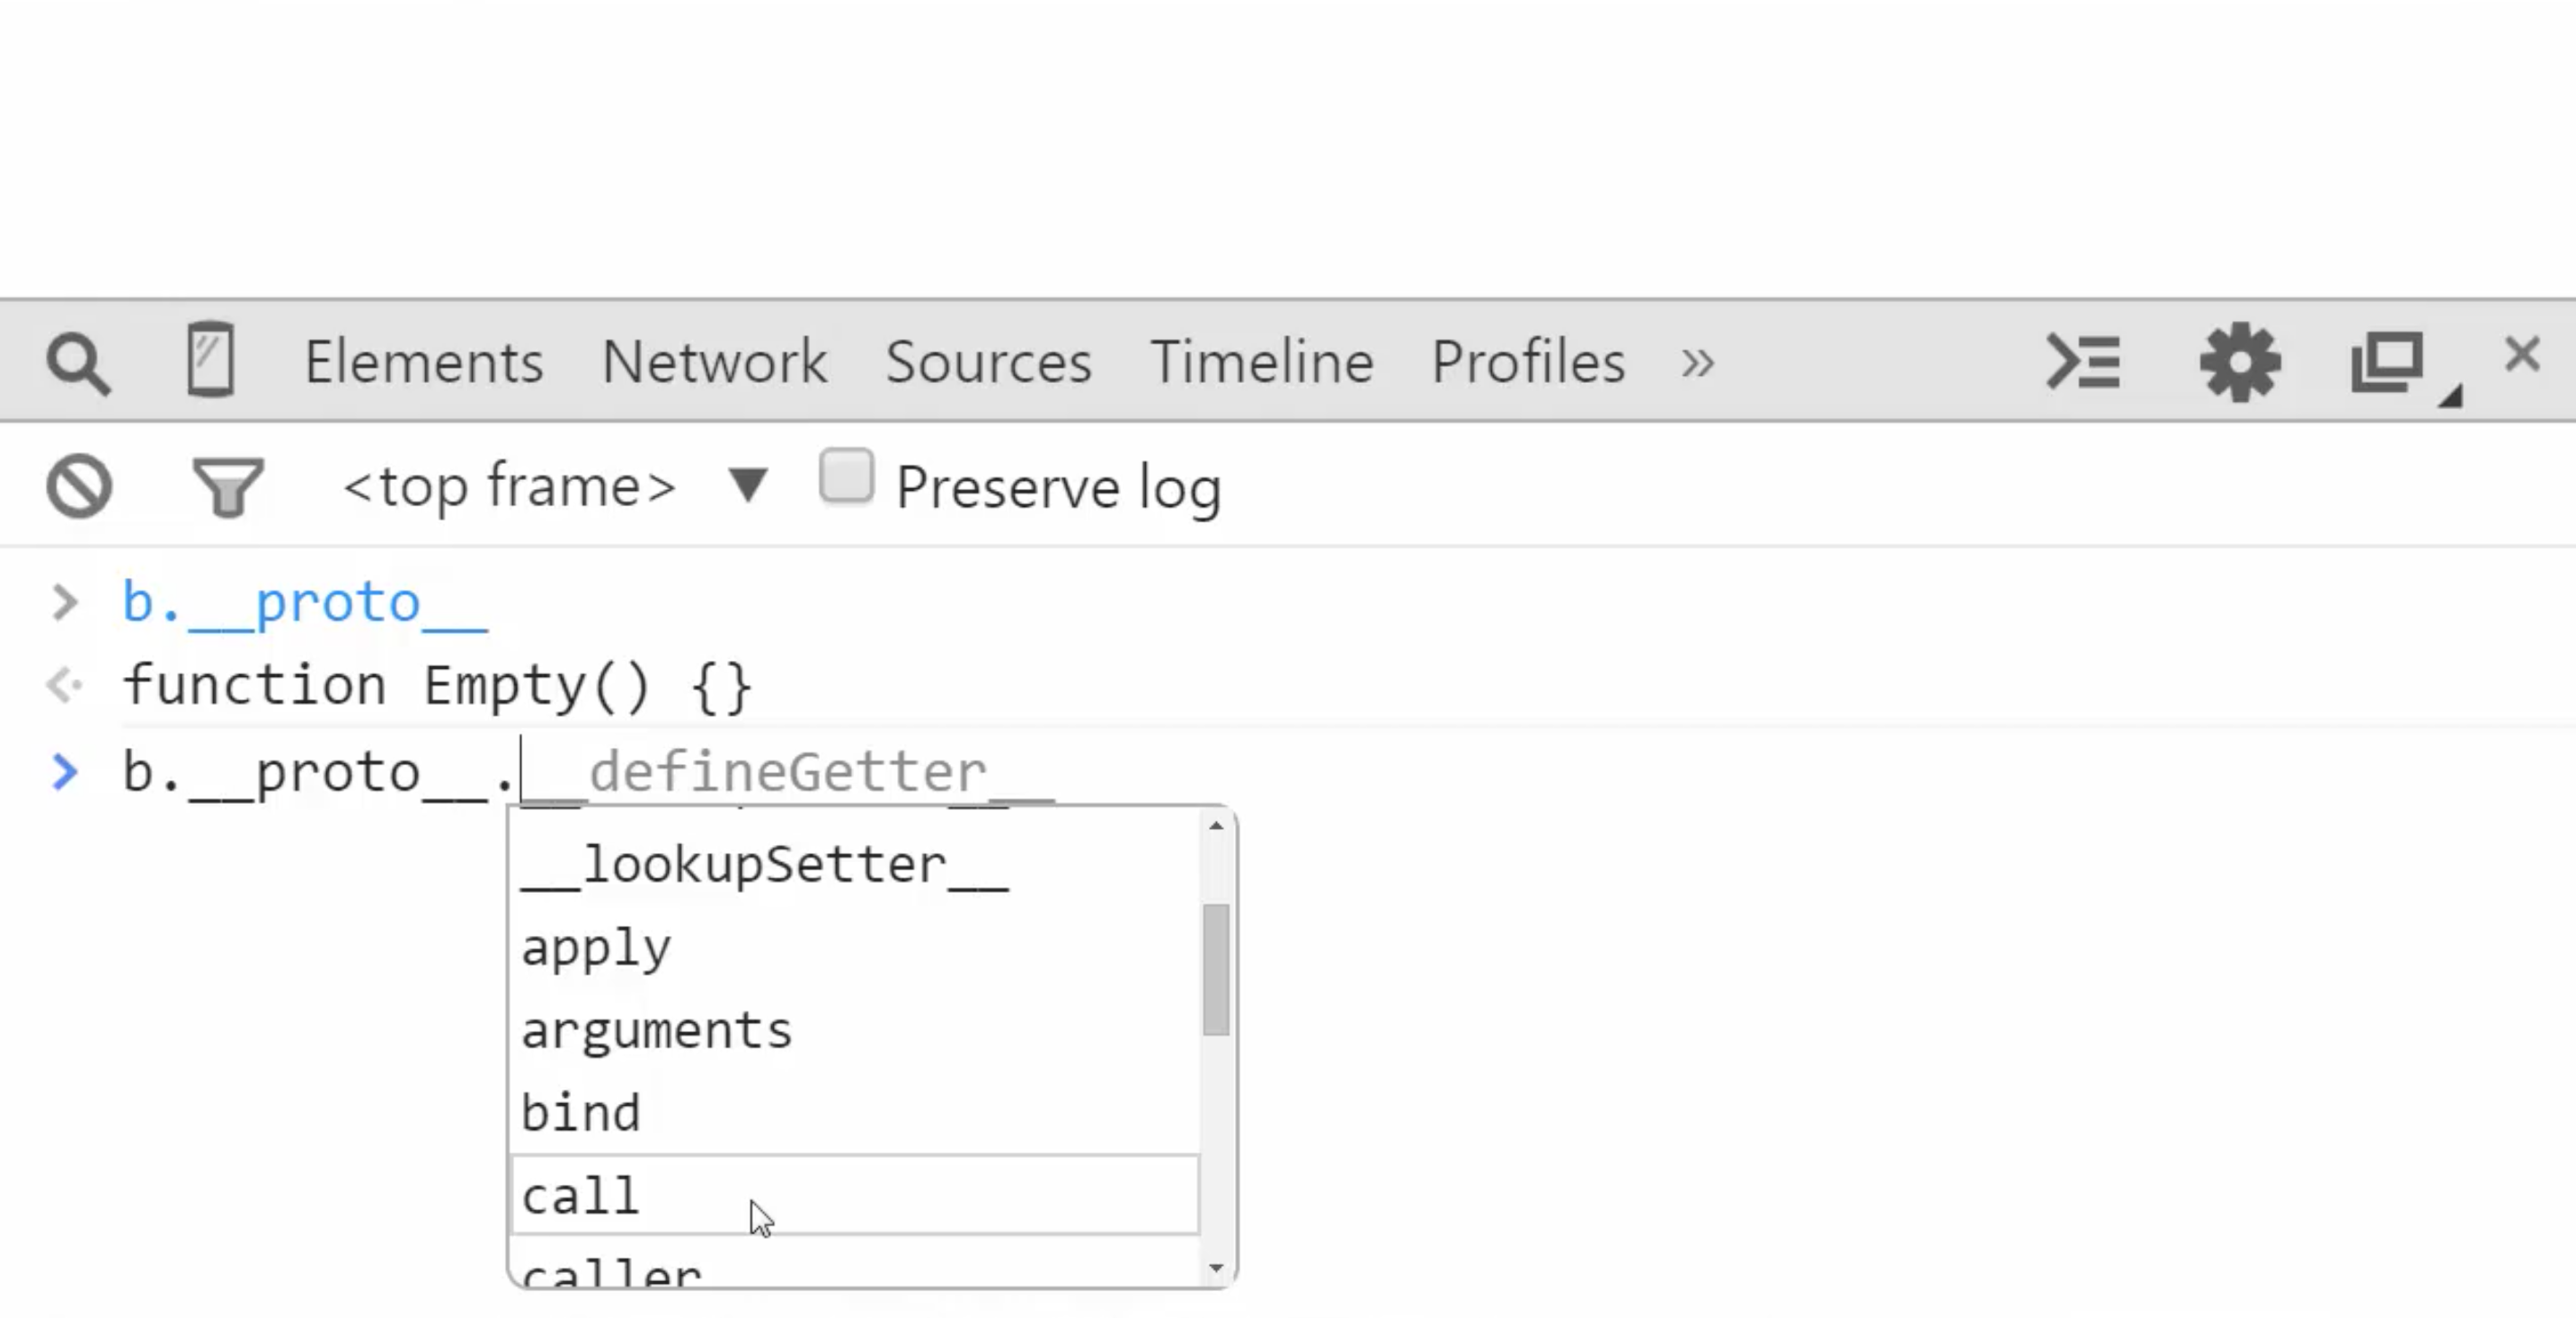 Elements Network Sources Timeline Profiles »
<top frame> ▼ Preserve log
> b.__proto__
function Empty() {}
> b.__proto__.__defineGetter__
__lookupSetter__
apply
arguments
bind
call
caller